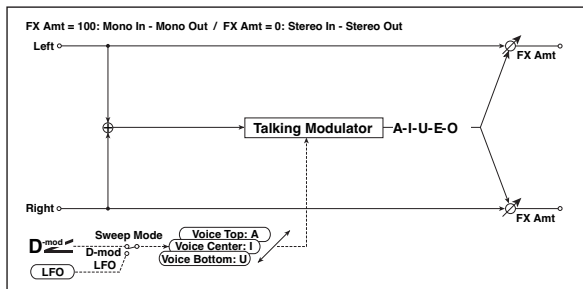 FX Amt = 100: Mono In - Mono Out / FX Amt = 0: Stereo In - Stereo Out
Left
FX Amt
Talking Modulator
A-I-U-E-O
Right
FX Amt
Sweep Mode
D-mod
D-mod
LFO
LFO
Voice Top: A
Voice Center: I
Voice Bottom: U